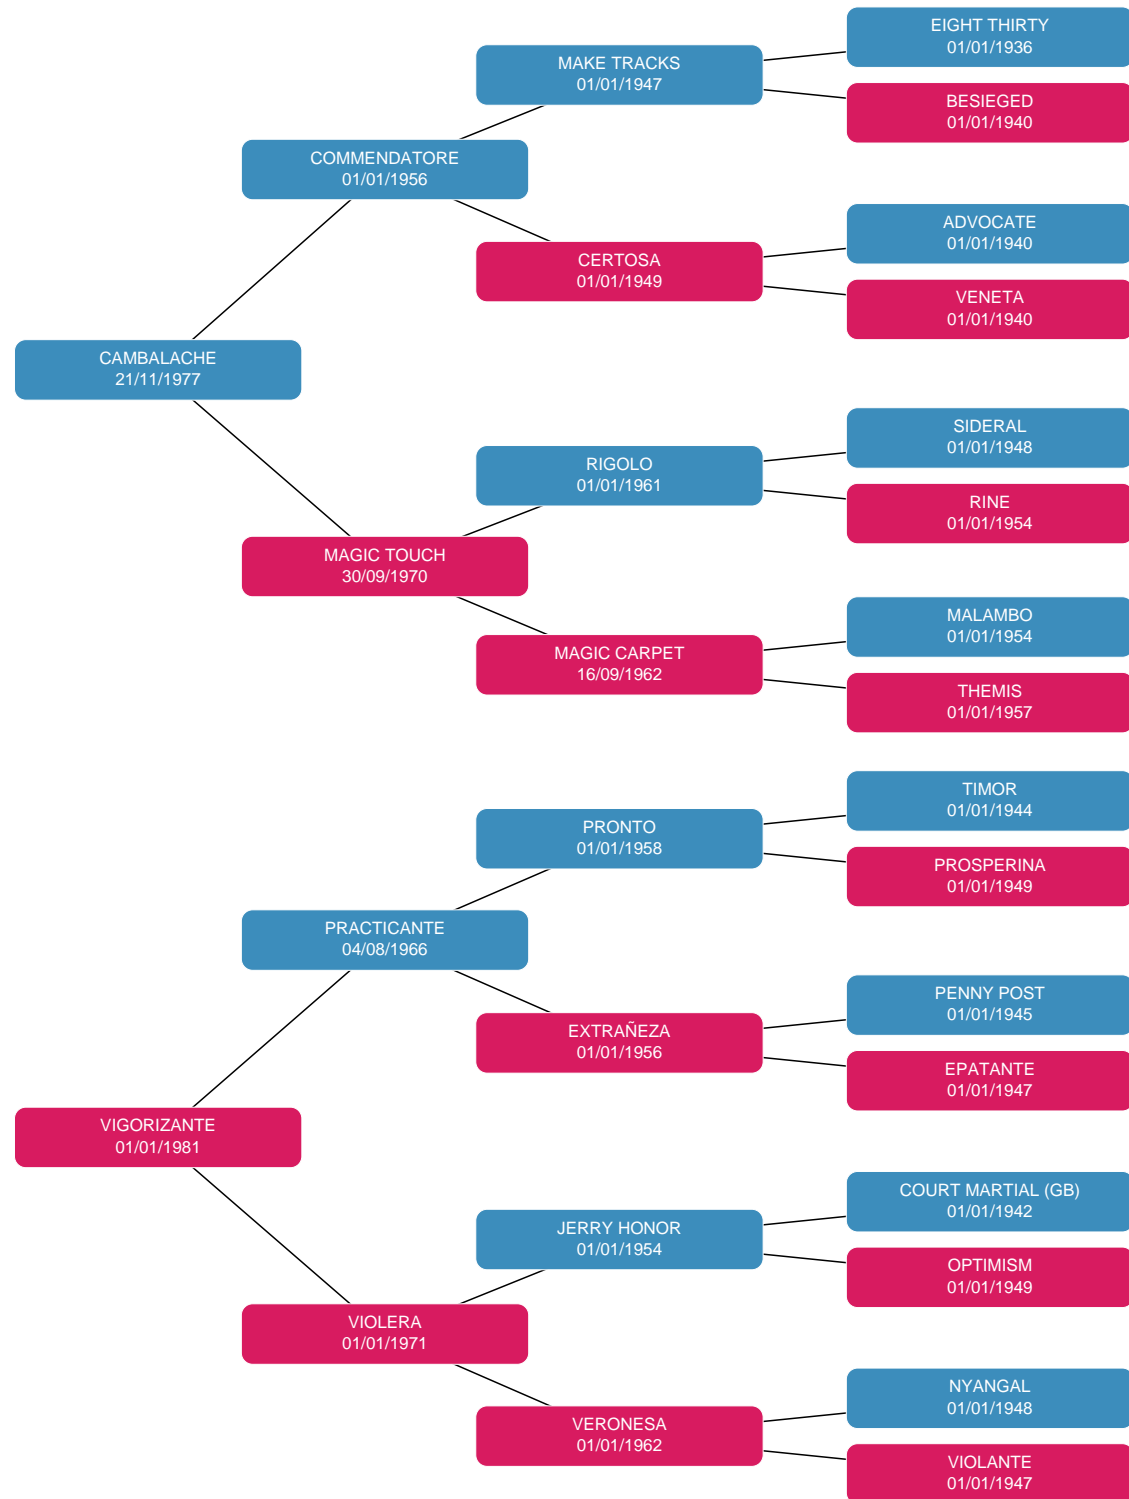 EIGHT THIRTY
01/01/1936
MAKE TRACKS
01/01/1947
BESIEGED
01/01/1940
COMMENDATORE
01/01/1956
ADVOCATE
01/01/1940
CERTOSA
01/01/1949
VENETA
01/01/1940
CAMBALACHE
21/11/1977
SIDERAL
01/01/1948
RIGOLO
01/01/1961
RINE
01/01/1954
MAGIC TOUCH
30/09/1970
MALAMBO
01/01/1954
MAGIC CARPET
16/09/1962
THEMIS
01/01/1957
TIMOR
01/01/1944
PRONTO
01/01/1958
PROSPERINA
01/01/1949
PRACTICANTE
04/08/1966
PENNY POST
01/01/1945
EXTRAÑEZA
01/01/1956
EPATANTE
01/01/1947
VIGORIZANTE
01/01/1981
COURT MARTIAL (GB)
01/01/1942
JERRY HONOR
01/01/1954
OPTIMISM
01/01/1949
VIOLERA
01/01/1971
NYANGAL
01/01/1948
VERONESA
01/01/1962
VIOLANTE
01/01/1947